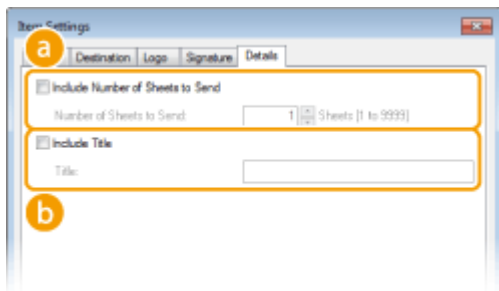 Item Settings
a
Destination Logo Signature Details
Include Number of Sheets to Send
Number of Sheets to Send: 1 Sheets [1 to 9999]
Include Title
Title:
b